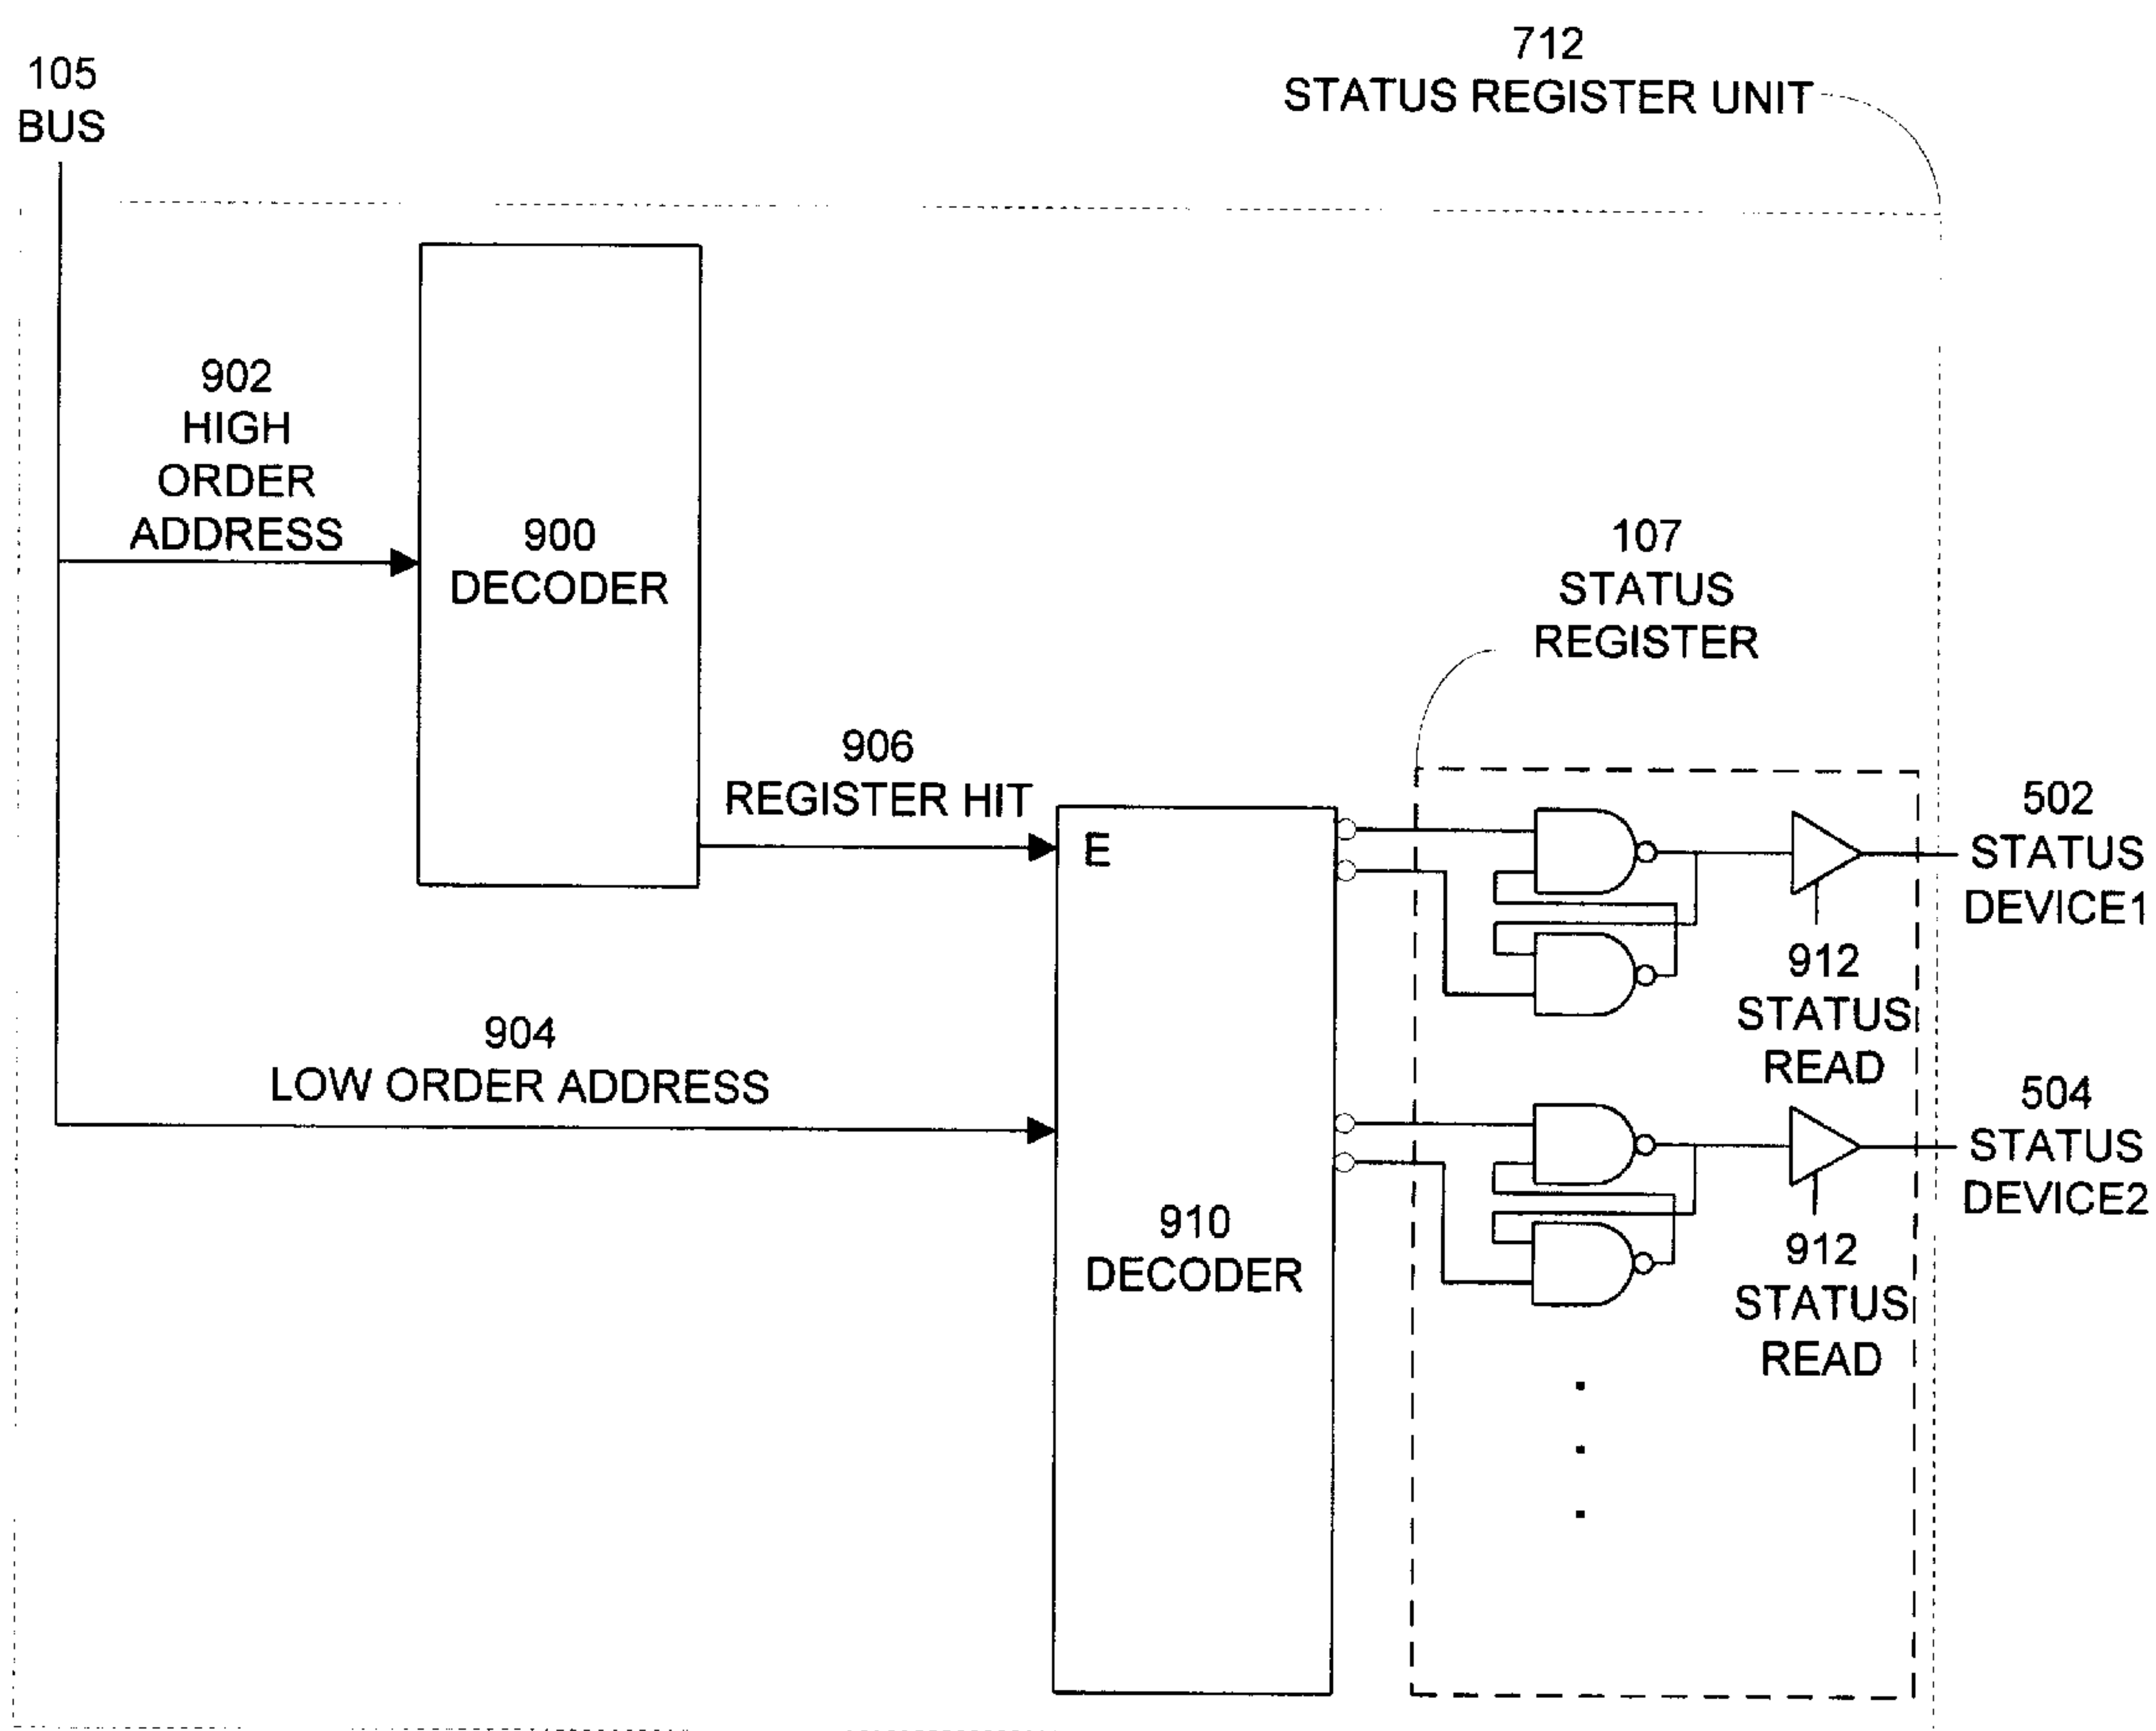 712
STATUS REGISTER UNIT
105
BUS
902
HIGH
ORDER
ADDRESS
900
DECODER
107
STATUS
REGISTER
906
REGISTER HIT
E
502
STATUS
DEVICE1
912
STATUS
READ
904
LOW ORDER ADDRESS
504
STATUS
DEVICE2
910
DECODER
912
STATUS
READ